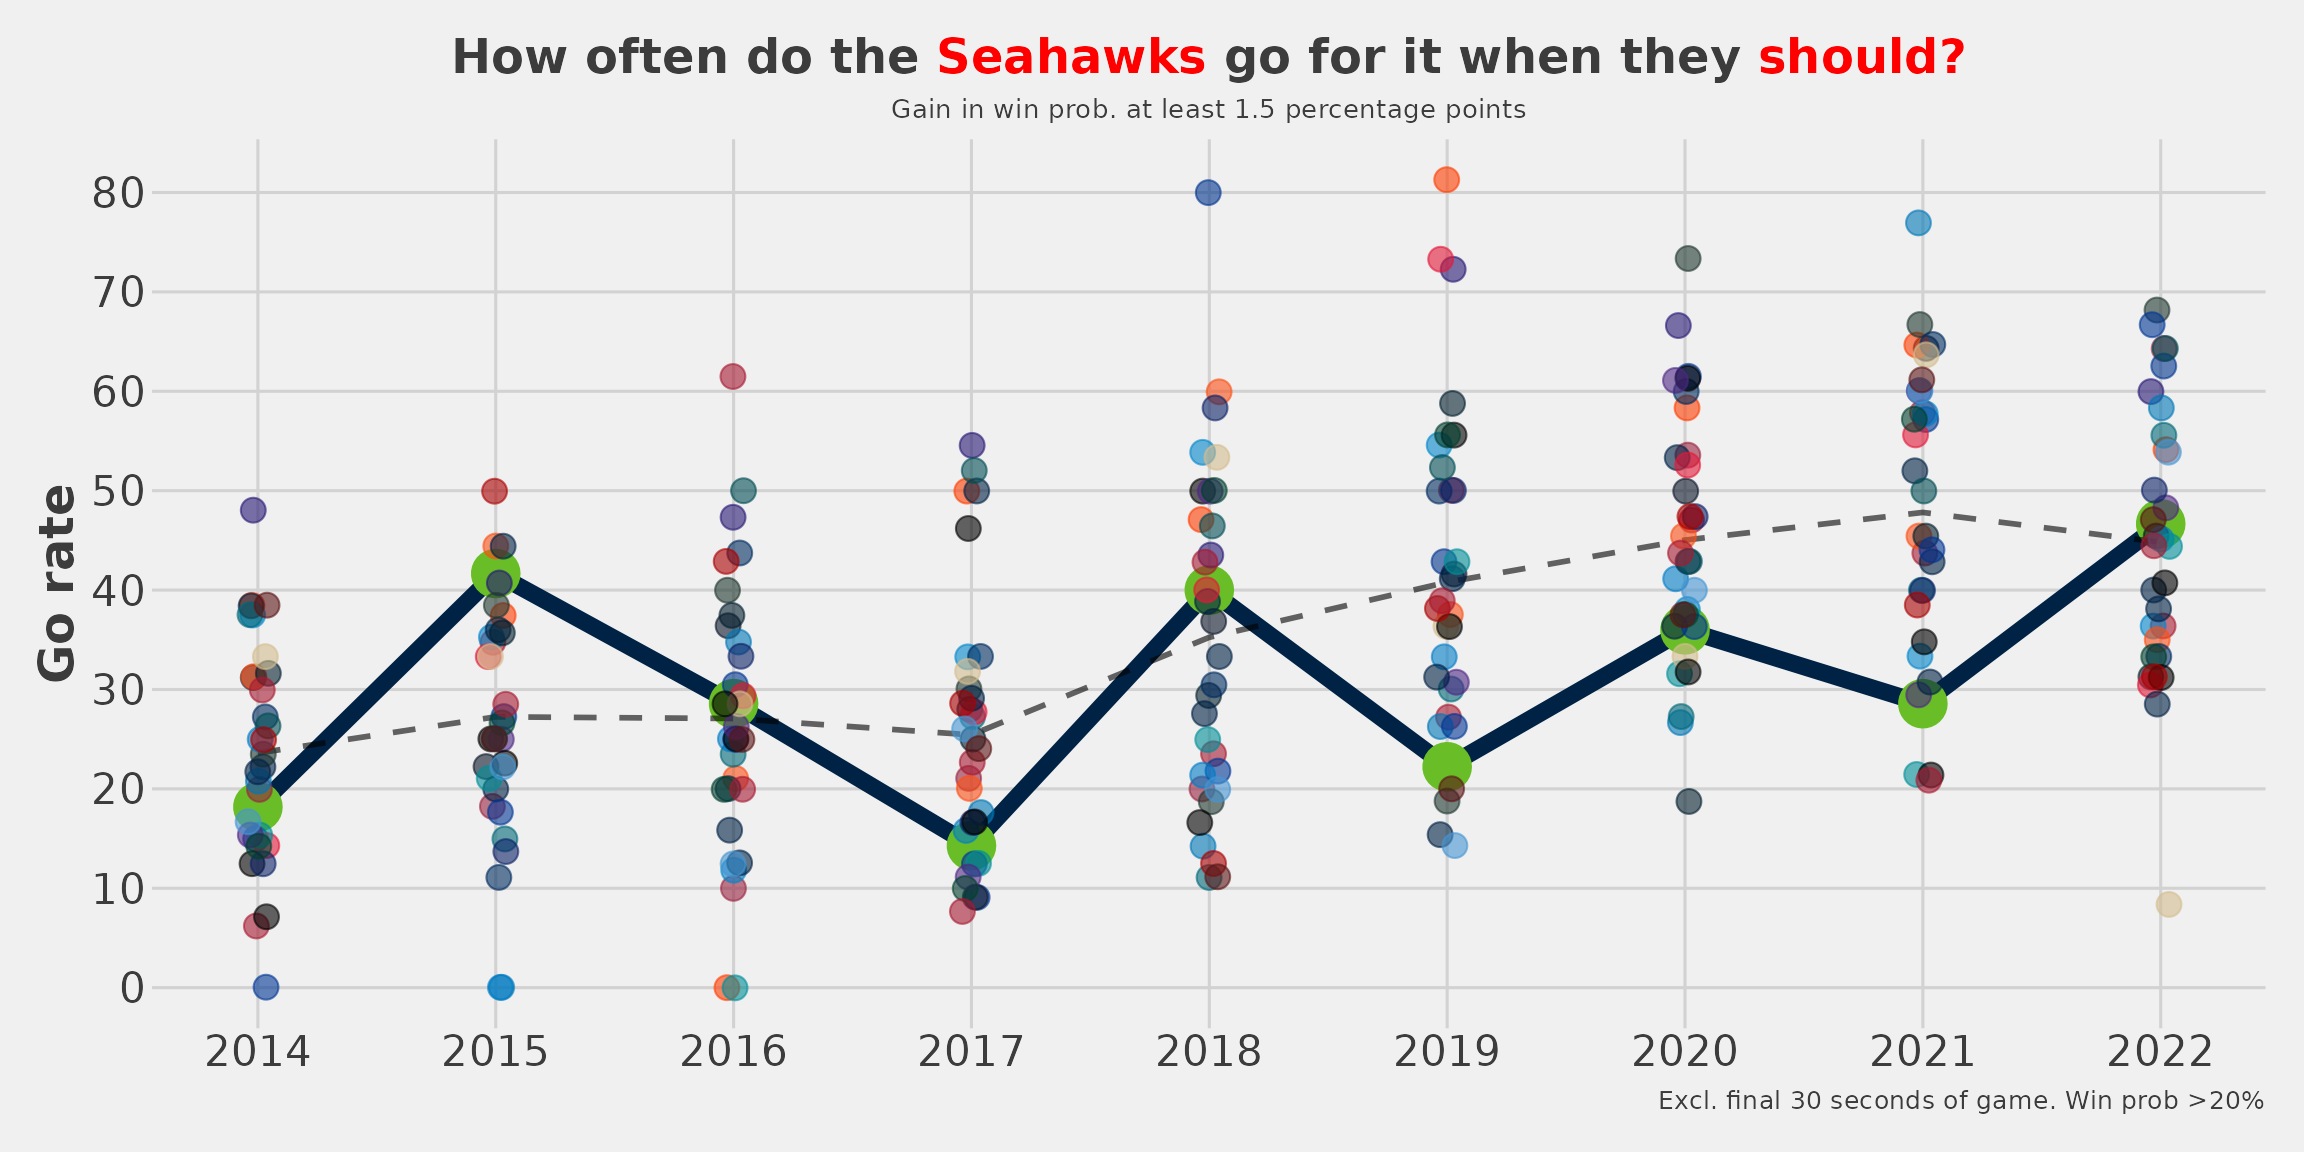 How often do the Seahawks go for it when they should?
Gain in win prob. at least 1.5 percentage points
Go rate
80
70
60
50
40
30
20
10
0
2014 2015 2016 2017 2018 2019 2020 2021 2022
Excl. final 30 seconds of game. Win prob >20%